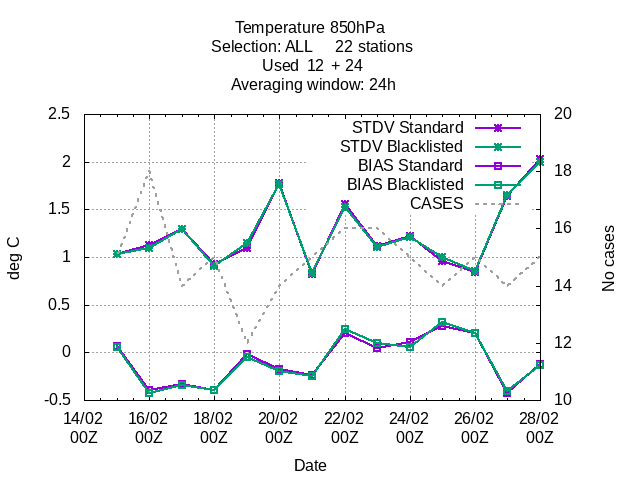 Temperature 850hPa
Selection: ALL 22 stations
Used 12 + 24
Averaging window: 24h
2.5
2
1.5
1
0.5
0
-0.5
deg C
20
18
16
14
12
10
No cases
STDV Standard
STDV Blacklisted
BIAS Standard
BIAS Blacklisted
CASES
14/02 16/02 18/02 20/02 22/02 24/02 26/02 28/02
00Z 00Z 00Z 00Z 00Z 00Z 00Z 00Z
Date